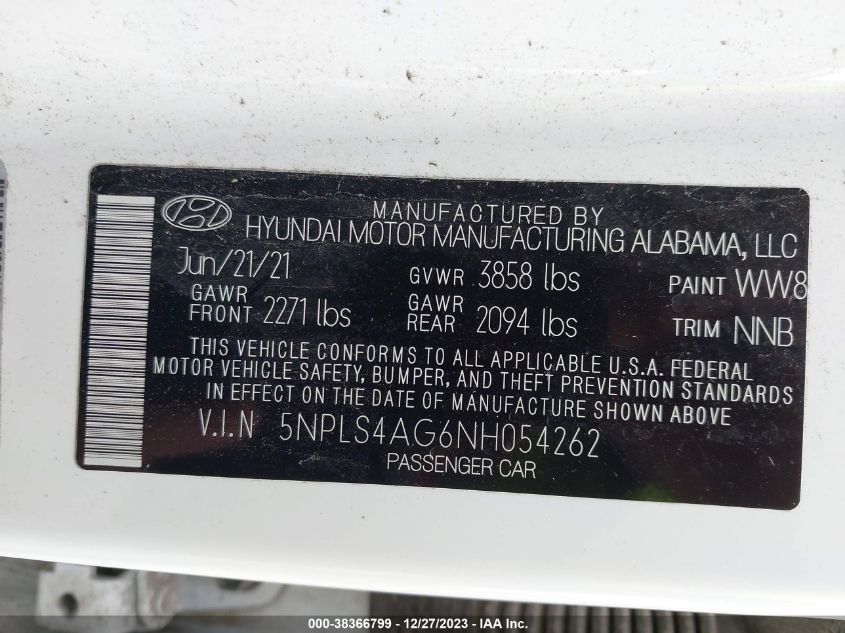 MANUFACTURED BY
HYUNDAI MOTOR MANUFACTURING ALABAMA, LLC
Jun/21/21 GVWR 3858 lbs PAINT WW8
GAWR FRONT 2271 lbs GAWR REAR 2094 lbs TRIM NNB
THIS VEHICLE CONFORMS TO ALL APPLICABLE U.S.A. FEDERAL
MOTOR VEHICLE SAFETY, BUMPER, AND THEFT PREVENTION STANDARDS
IN EFFECT ON THE DATE OF MANUFACTURE SHOWN ABOVE
V.I.N 5NPLS4AG6NH054262
PASSENGER CAR
000-38366799 - 12/27/2023 - IAA Inc.